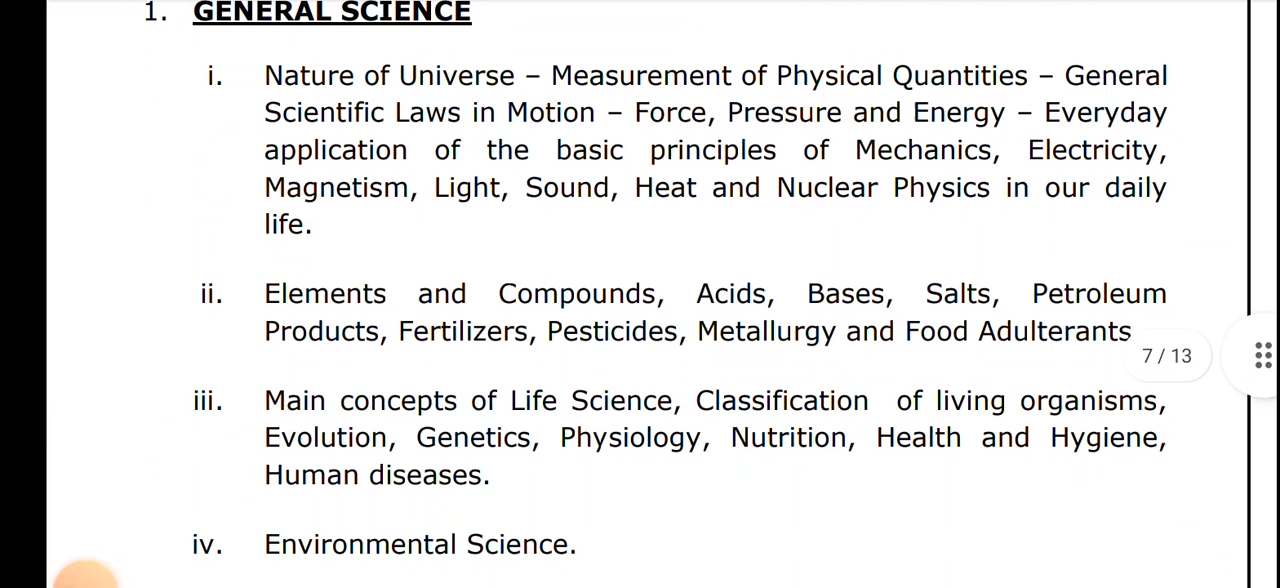 1. GENERAL SCIENCE
i. Nature of Universe – Measurement of Physical Quantities – General
Scientific Laws in Motion – Force, Pressure and Energy – Everyday
application of the basic principles of Mechanics, Electricity,
Magnetism, Light, Sound, Heat and Nuclear Physics in our daily
life.
ii. Elements and Compounds, Acids, Bases, Salts, Petroleum
Products, Fertilizers, Pesticides, Metallurgy and Food Adulterants
7 / 13
iii. Main concepts of Life Science, Classification of living organisms,
Evolution, Genetics, Physiology, Nutrition, Health and Hygiene,
Human diseases.
iv. Environmental Science.